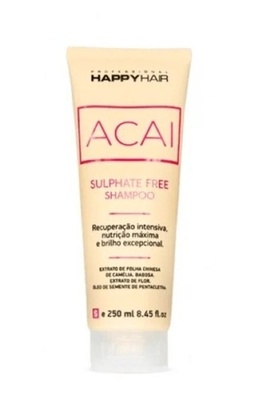 PROFESSIONAL
HAPPYHAIR
ACAI
SULPHATE FREE
SHAMPOO
Recuperação intensiva,
nutrição máxima
e brilho excepcional.
EXTRATO DE FOLHA CHINESA
DE CAMÉLIA, BABOSA,
EXTRATO DE FLOR,
ÓLEO DE SEMENTE DE PENTACLETRA
S e 250 ml 8.45 fl.oz